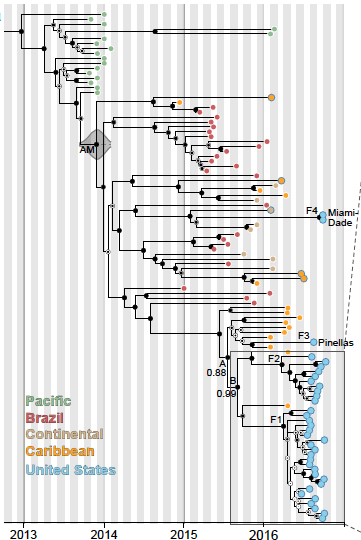 AM
F4
Miami-
Dade
F3
Pinellas
A
0.88
F2
B
0.99
F1
Pacific
Brazil
Continental
Caribbean
United States
2013 2014 2015 2016